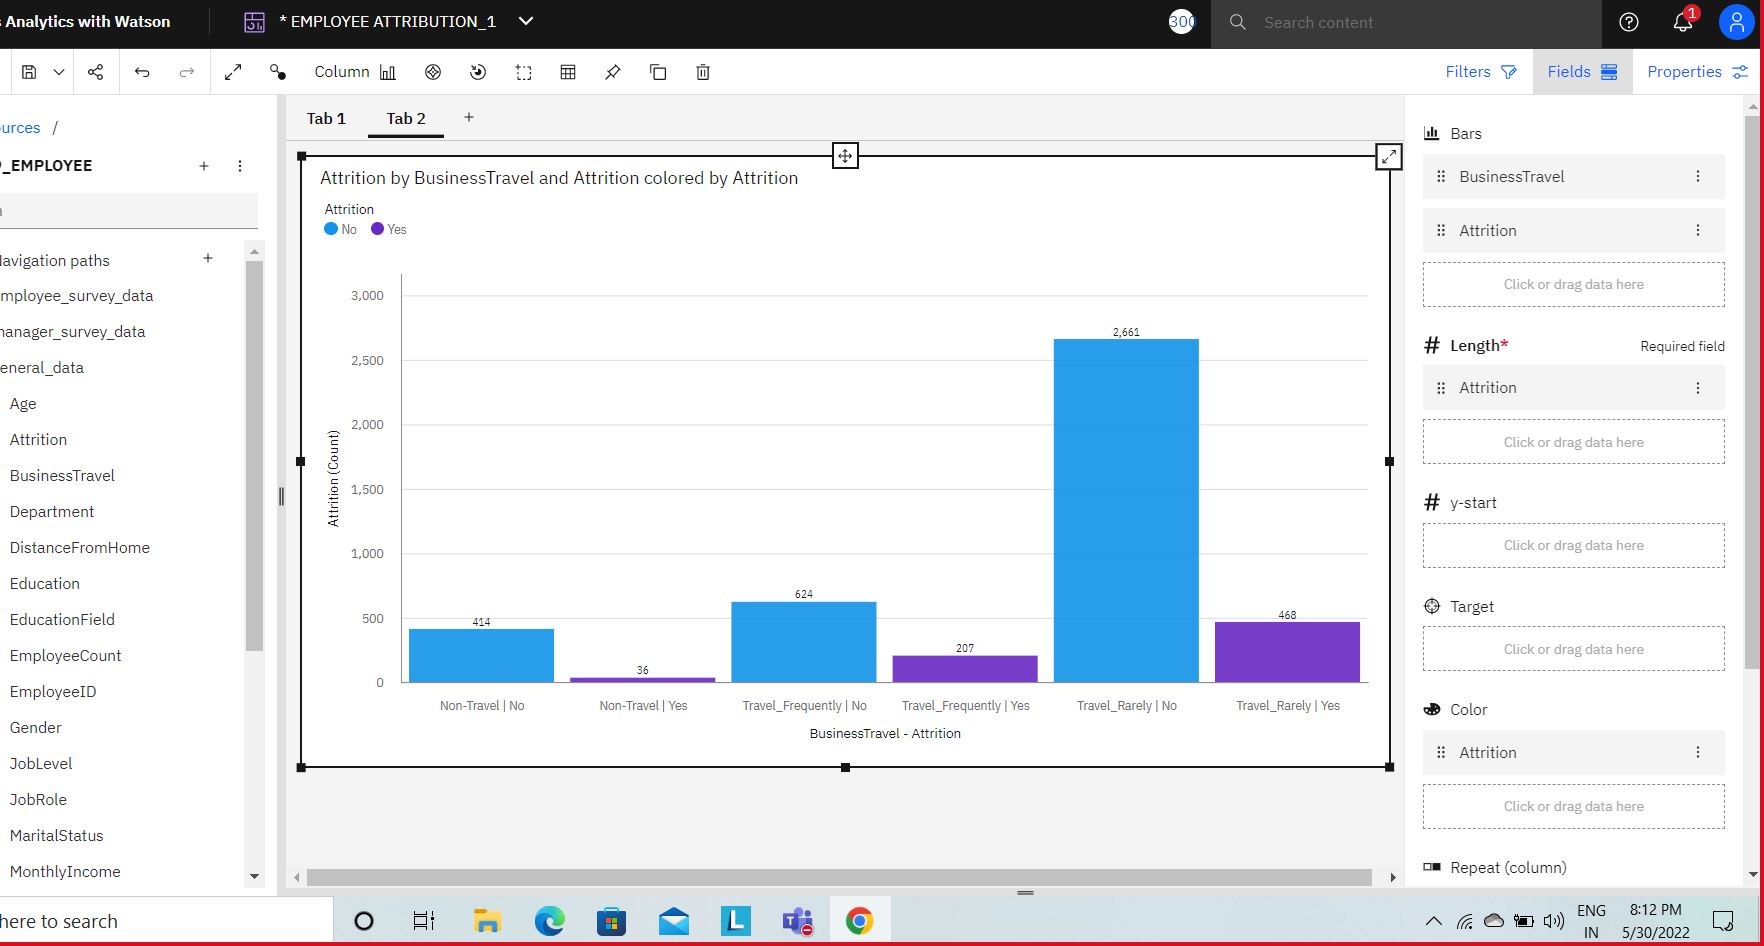 s Analytics with Watson
* EMPLOYEE ATTRIBUTION_1
300
Search content
1
Column
Filters
Fields
Properties
urces /
_EMPLOYEE
avigation paths
mployee_survey_data
anager_survey_data
eneral_data
Age
Attrition
BusinessTravel
Department
DistanceFromHome
Education
EducationField
EmployeeCount
EmployeeID
Gender
JobLevel
JobRole
MaritalStatus
MonthlyIncome
Tab 1
Tab 2
+
Attrition by BusinessTravel and Attrition colored by Attrition
Attrition
No
Yes
3,000
2,500
2,000
1,500
1,000
500
0
Attrition (Count)
414
36
624
207
2,661
468
Non-Travel | No
Non-Travel | Yes
Travel_Frequently | No
Travel_Frequently | Yes
Travel_Rarely | No
Travel_Rarely | Yes
BusinessTravel - Attrition
Bars
BusinessTravel
Attrition
Click or drag data here
# Length*
Required field
Attrition
Click or drag data here
# y-start
Click or drag data here
Target
Click or drag data here
Color
Attrition
Click or drag data here
Repeat (column)
here to search
ENG
IN
8:12 PM
5/30/2022